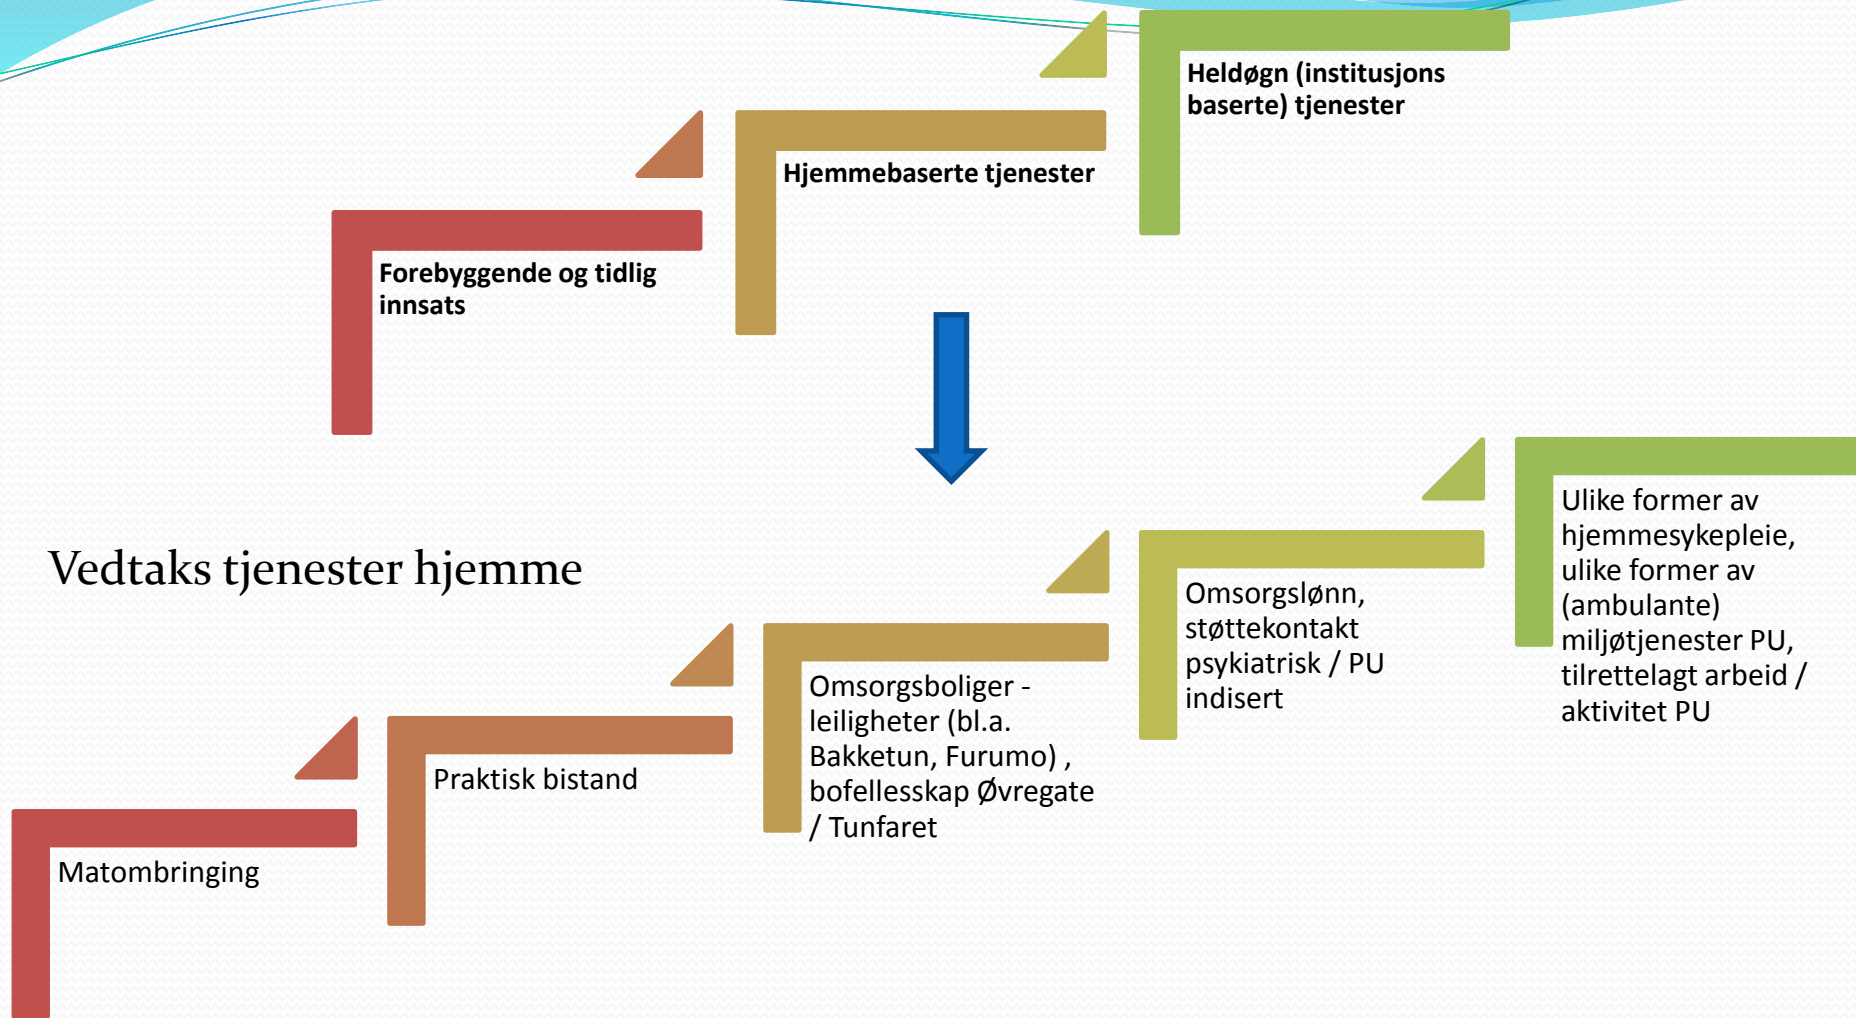 Heldøgn (institusjons
baserte) tjenester
Hjemmebaserte tjenester
Forebyggende og tidlig
innsats
Vedtaks tjenester hjemme
Matombringing
Praktisk bistand
Omsorgsboliger -
leiligheter (bl.a.
Bakketun, Furumo) ,
bofellesskap Øvregate
/ Tunfaret
Omsorgslønn,
støttekontakt
psykiatrisk / PU
indisert
Ulike former av
hjemmesykepleie,
ulike former av
(ambulante)
miljøtjenester PU,
tilrettelagt arbeid /
aktivitet PU